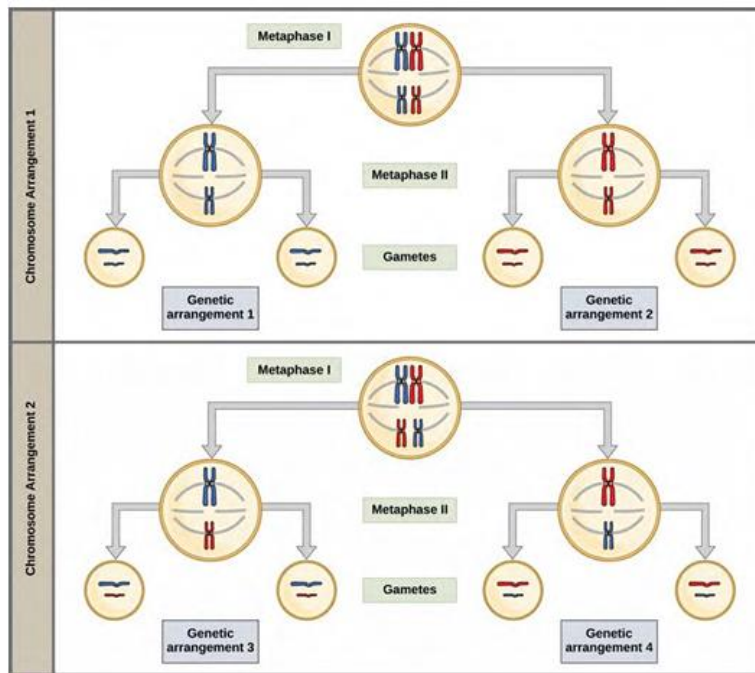 Chromosome Arrangement 1
Metaphase I
Metaphase II
Gametes
Genetic
arrangement 1
Genetic
arrangement 2
Chromosome Arrangement 2
Metaphase I
Metaphase II
Gametes
Genetic
arrangement 3
Genetic
arrangement 4